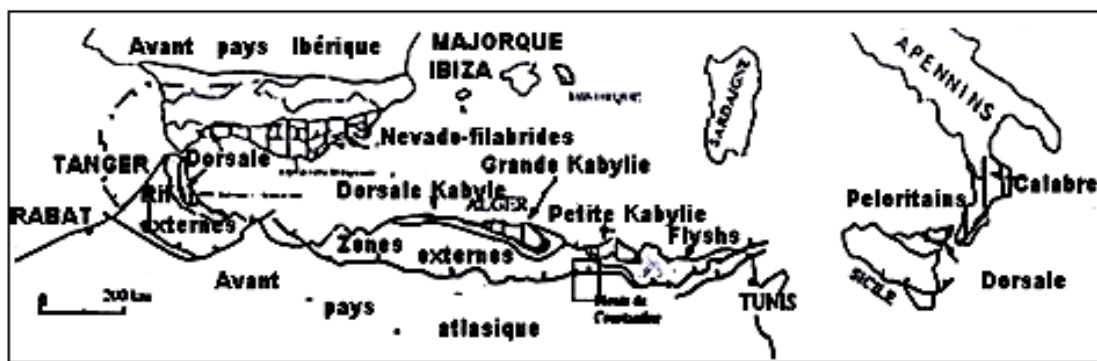 Avant pays Ibérique
MAJORQUE
IBIZA
APENNINS
SARDAIGNE
Nevado-filabrides
TANGER
Dorsale
Grande Kabylie
Dorsale Kabyle
ALGER
Rif
Peloritains
Calabre
RABAT
externes
Petite Kabylie
Flyshs
Zones
externes
Avant
Dorsale
SICILE
0 200 km
TUNIS
pays
atlasique